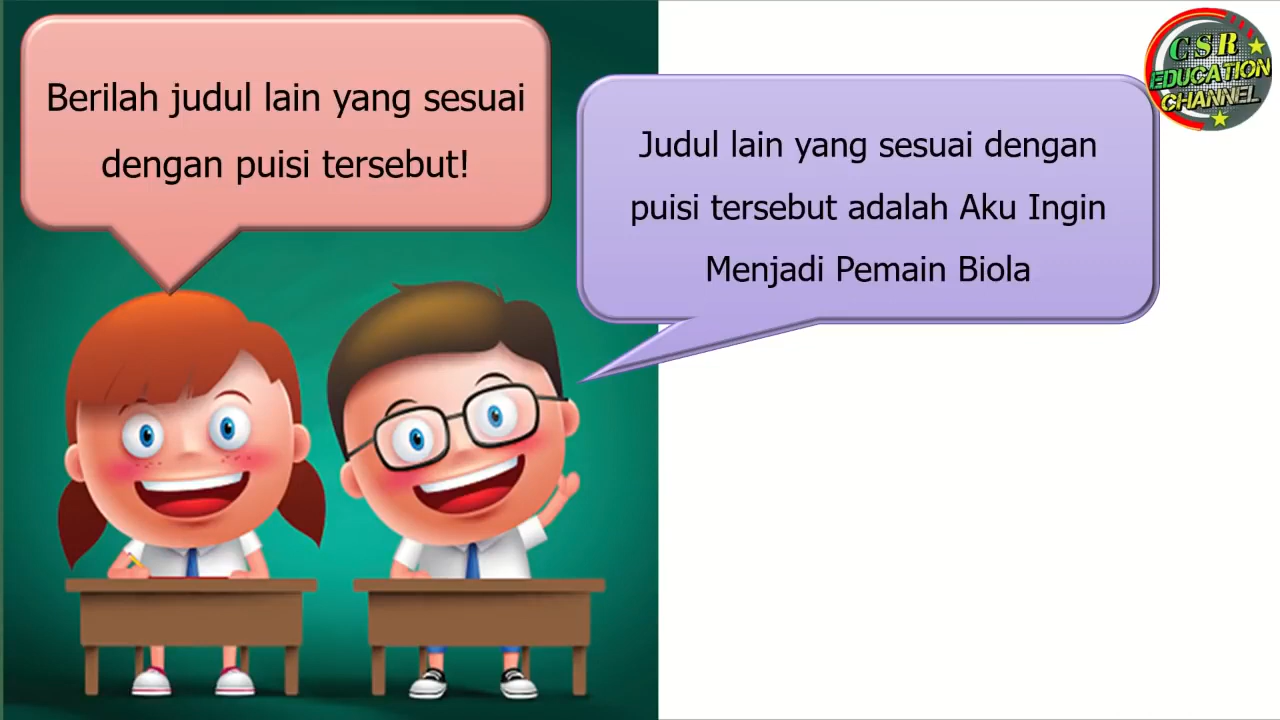 Berilah judul lain yang sesuai
dengan puisi tersebut!
Judul lain yang sesuai dengan
puisi tersebut adalah Aku Ingin
Menjadi Pemain Biola
CSR
EDUCATION
CHANNEL